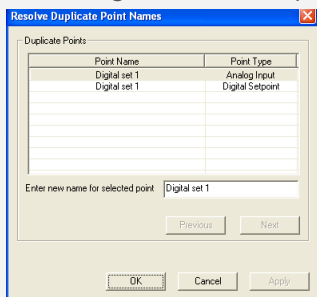 Resolve Duplicate Point Names
Duplicate Points
Point Name Point Type
Digital set 1 Analog Input
Digital set 1 Digital Setpoint
Enter new name for selected point Digital set 1
Previous Next
OK Cancel Apply